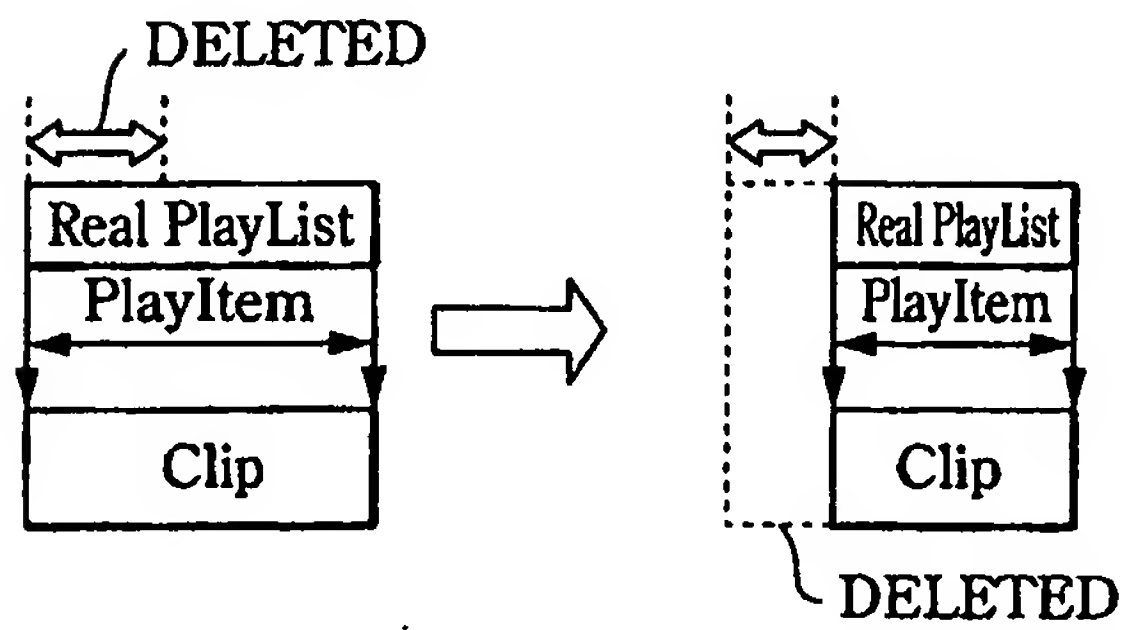 DELETED
Real PlayList
PlayItem
Clip
Real PlayList
PlayItem
Clip
DELETED